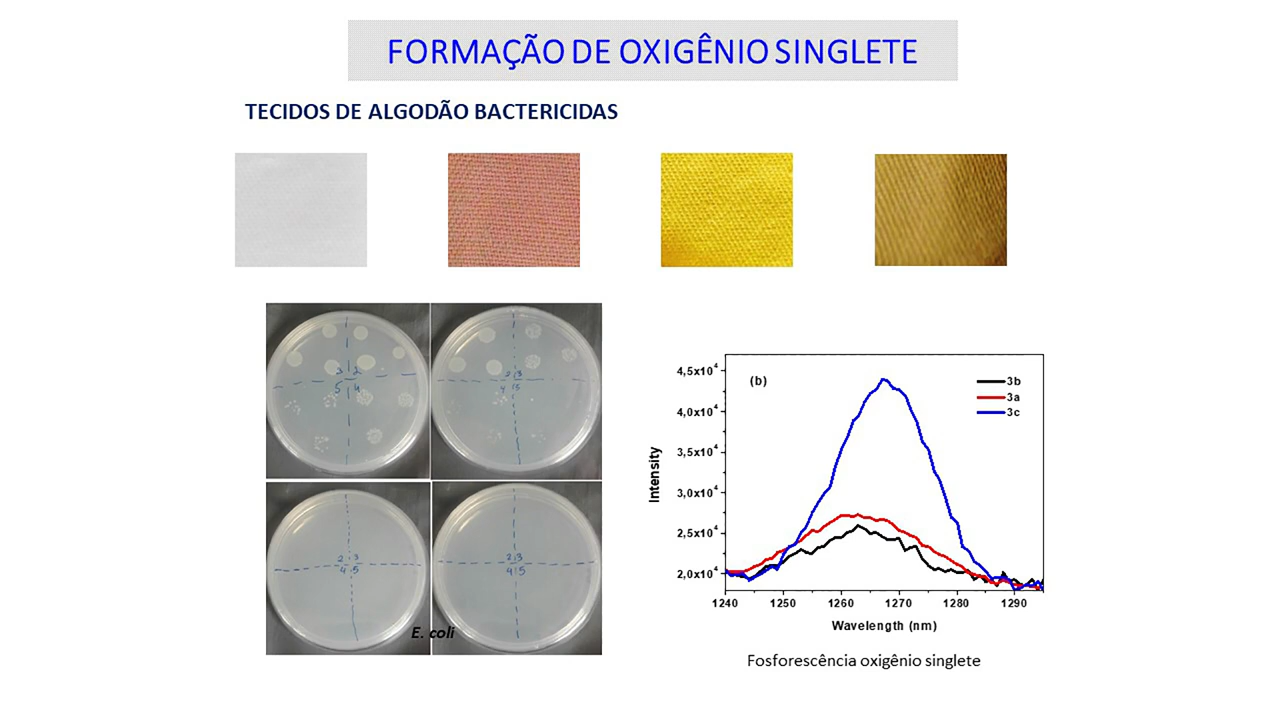 FORMAÇÃO DE OXIGÊNIO SINGLETE
TECIDOS DE ALGODÃO BACTERICIDAS
3 2
5 4
2 3
4 5
2 3
4 5
2 3
4 5
E. coli
(b)
3b
3a
3c
Intensity
4,5x10⁴
4,0x10⁴
3,5x10⁴
3,0x10⁴
2,5x10⁴
2,0x10⁴
1240 1250 1260 1270 1280 1290
Wavelength (nm)
Fosforescência oxigênio singlete